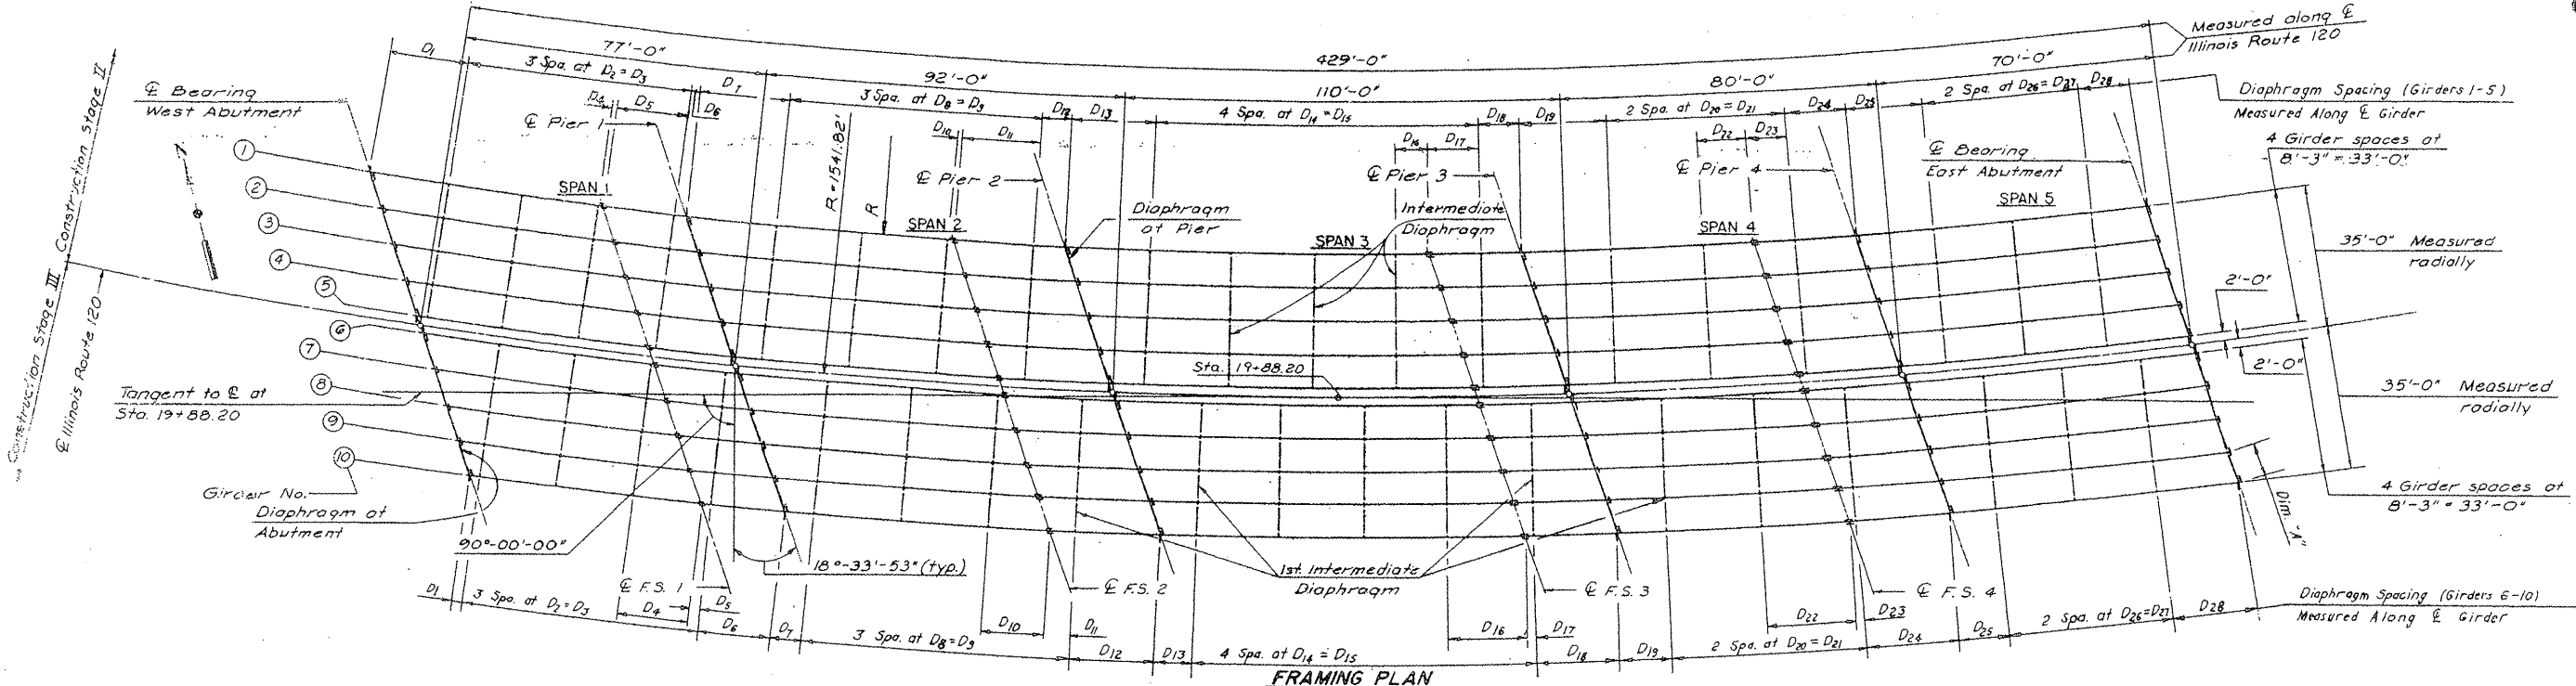 Measured along ℄
Illinois Route 120
429'-0"
77'-0"
92'-0"
110'-0"
80'-0"
70'-0"
D1
3 Spa. at D2 = D3
D7
3 Spa. at D8 = D9
D12
D13
4 Spa. at D14 = D15
D18
D19
2 Spa. at D20 = D21
D24
D25
2 Spa. at D26 = D27
D28
Diaphragm Spacing (Girders 1-5)
Measured Along ℄ Girder
D4
D5
D6
D10
D11
D16
D17
D22
D23
℄ Bearing
West Abutment
℄ Pier 1
℄ Pier 2
℄ Pier 3
℄ Pier 4
℄ Bearing
East Abutment
4 Girder spaces at
8'-3" = 33'-0"
Construction Stage III
Construction Stage II
℄ Illinois Route 120
1
2
3
4
5
6
7
8
9
10
SPAN 1
SPAN 2
SPAN 3
SPAN 4
SPAN 5
R = 1541.82'
R
Diaphragm
at Pier
Intermediate
Diaphragm
35'-0" Measured
radially
2'-0"
2'-0"
Sta. 19+88.20
Tangent to ℄ at
Sta. 19+88.20
35'-0" Measured
radially
Girder No.
Diaphragm at
Abutment
90°-00'-00"
18°-33'-53" (typ.)
1st. Intermediate
Diaphragm
4 Girder spaces at
8'-3" = 33'-0"
Dim. "A"
℄ F.S. 1
℄ F.S. 2
℄ F.S. 3
℄ F.S. 4
D1
3 Spa. at D2 = D3
D4
D5
D6
D7
3 Spa. at D8 = D9
D10
D11
D12
D13
4 Spa. at D14 = D15
D16
D17
D18
D19
2 Spa. at D20 = D21
D22
D23
D24
D25
2 Spa. at D26 = D27
D28
Diaphragm Spacing (Girders 6-10)
Measured Along ℄ Girder
FRAMING PLAN